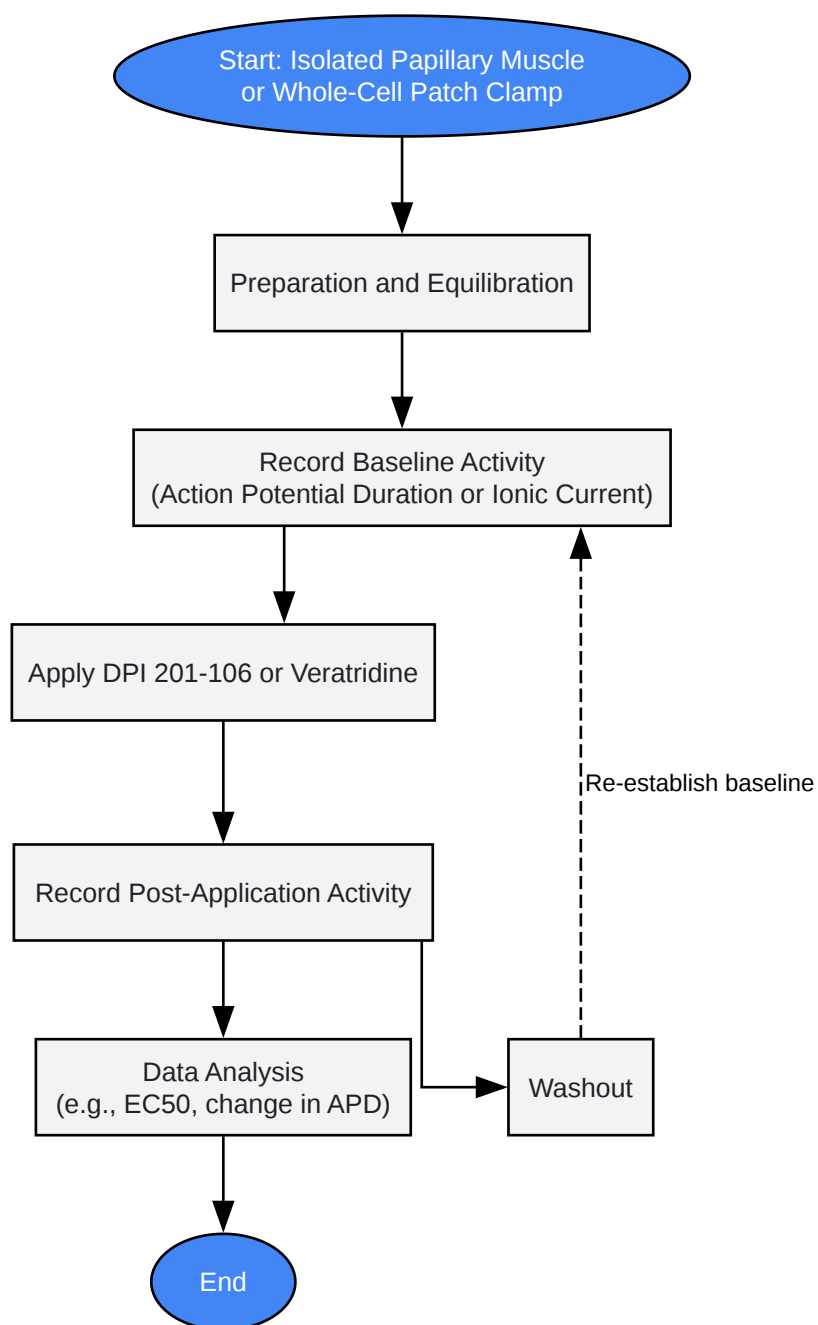 Start: Isolated Papillary Muscle
or Whole-Cell Patch Clamp
Preparation and Equilibration
Record Baseline Activity
(Action Potential Duration or Ionic Current)
Apply DPI 201-106 or Veratridine
Re-establish baseline
Record Post-Application Activity
Data Analysis
(e.g., EC50, change in APD)
Washout
End